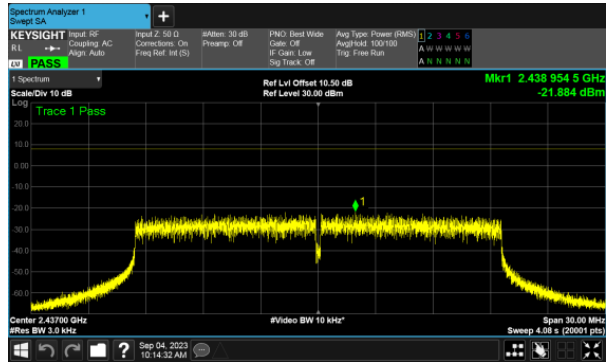 Spectrum Analyzer 1
Swept SA
KEYSIGHT
Input: RF
Coupling: AC
Align: Auto
Input Z: 50 Ω
Corrections: On
Freq Ref: Int (S)
#Atten: 30 dB
Preamp: Off
PNO: Best Wide
Gate: Off
IF Gain: Low
Sig Track: Off
Avg Type: Power (RMS)
Avg|Hold: 100/100
Trig: Free Run
1 2 3 4 5 6
A W W W W W
A N N N N N
R L
LXI
PASS
1 Spectrum
Scale/Div 10 dB
Ref Lvl Offset 10.50 dB
Ref Level 30.00 dBm
Mkr1 2.438 954 5 GHz
-21.884 dBm
Log
Trace 1 Pass
20.0
10.0
0.00
-10.0
1
-20.0
-30.0
-40.0
-50.0
-60.0
Center 2.43700 GHz
#Res BW 3.0 kHz
#Video BW 10 kHz*
Span 30.00 MHz
Sweep 4.08 s (20001 pts)
?
Sep 04, 2023
10:14:32 AM